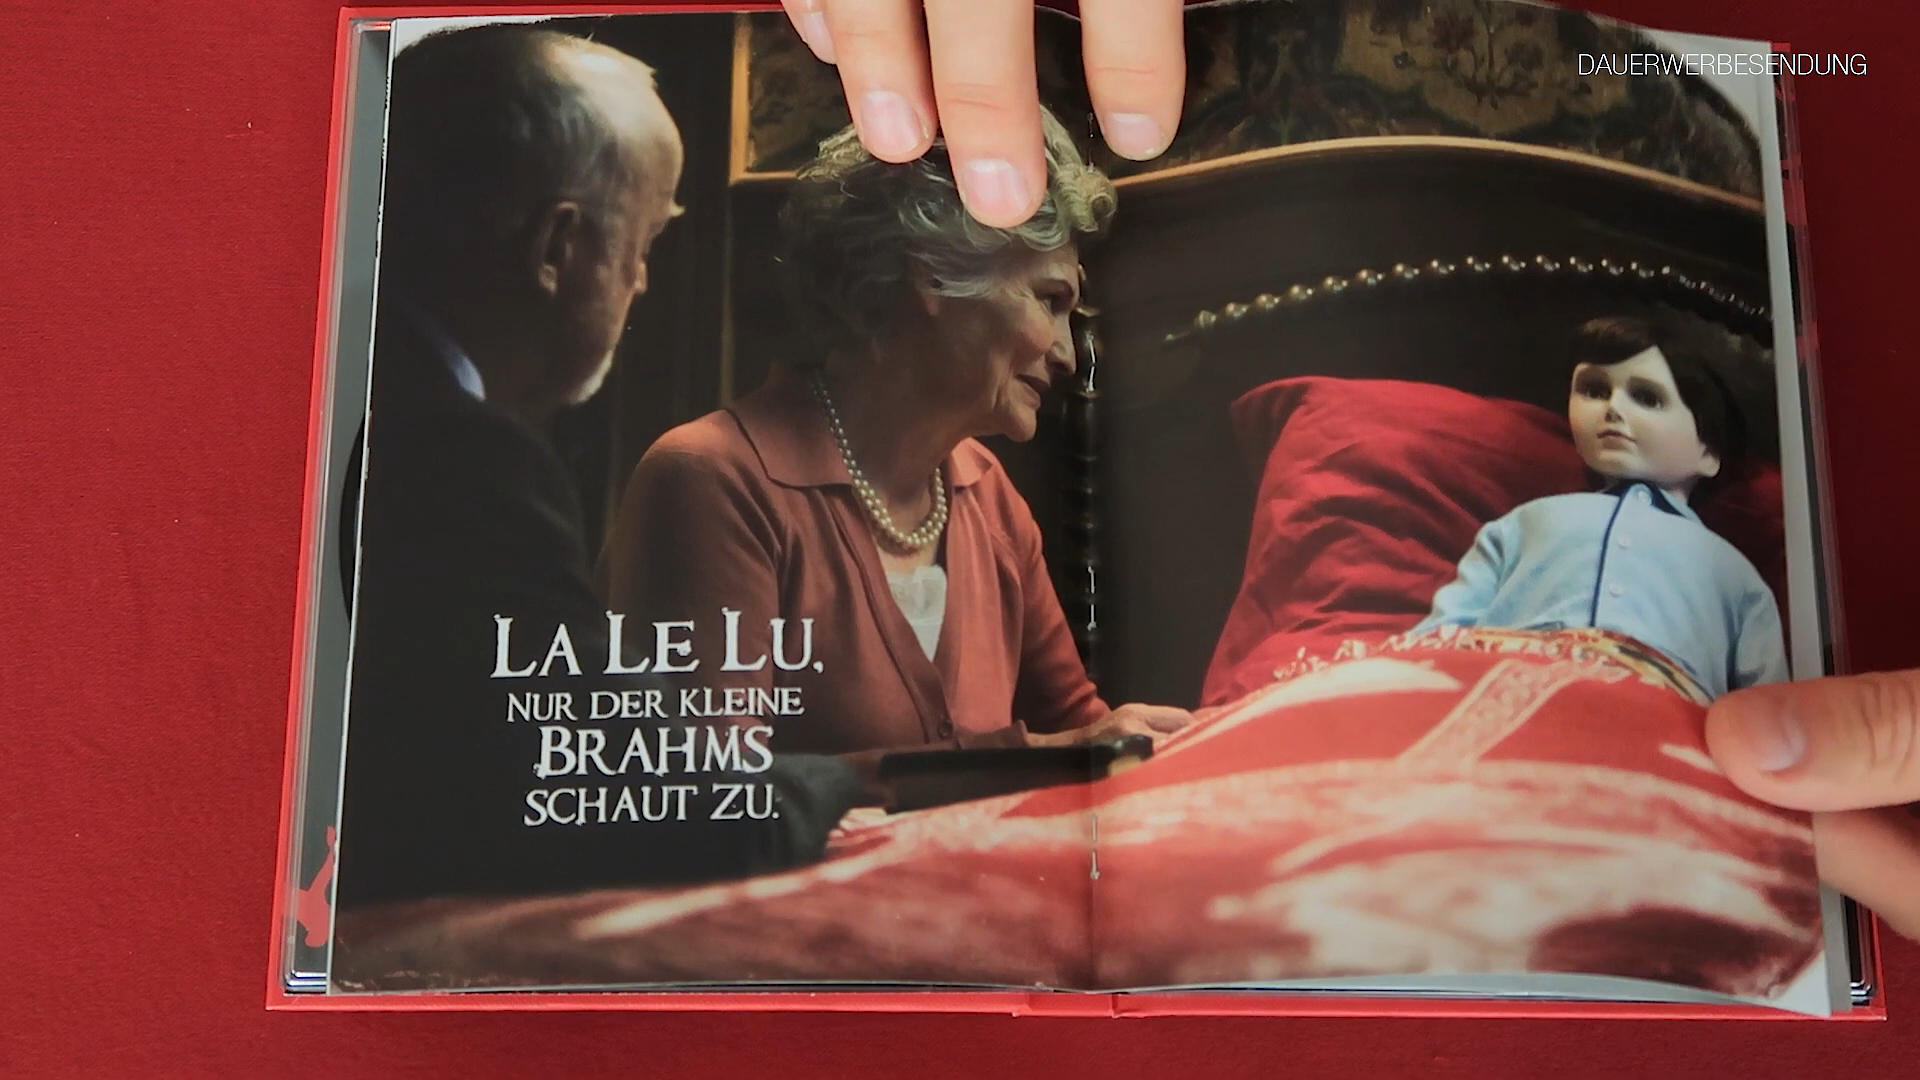 DAUERWERBESENDUNG
LA LE LU,
NUR DER KLEINE
BRAHMS
SCHAUT ZU.